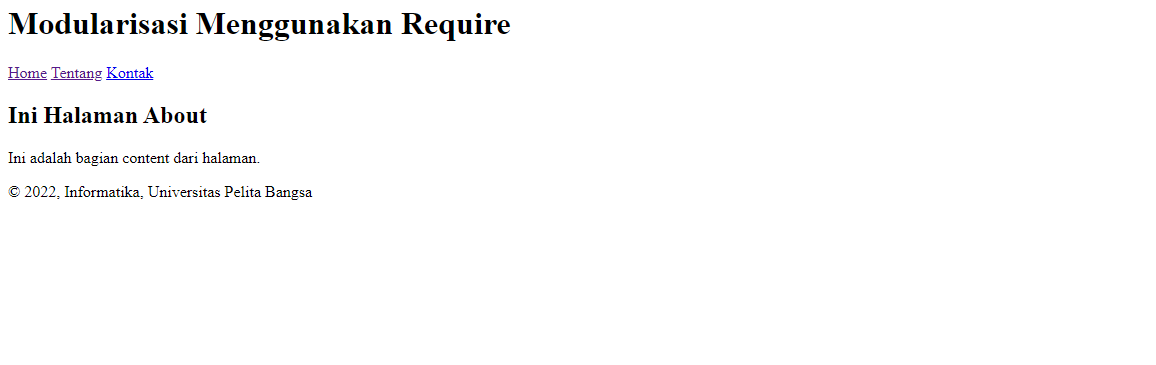 Modularisasi Menggunakan Require
Home Tentang Kontak
Ini Halaman About
Ini adalah bagian content dari halaman.
© 2022, Informatika, Universitas Pelita Bangsa